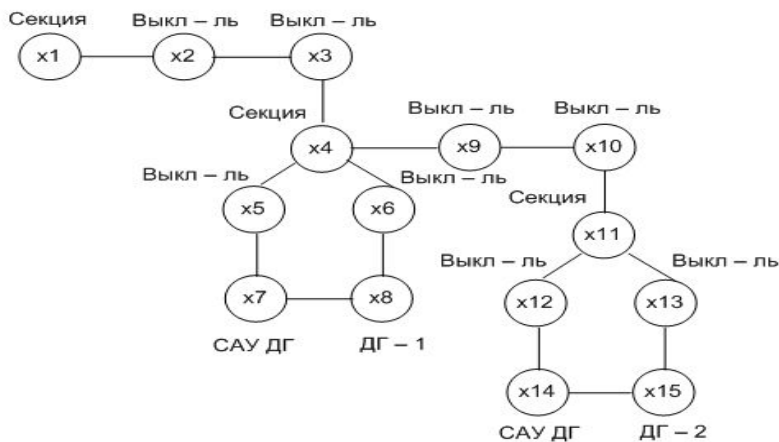 Секция Выкл – ль Выкл – ль
x1 x2 x3
Секция Выкл – ль Выкл – ль
x4 x9 x10
Выкл – ль Выкл – ль Секция
x5 x6 x11
Выкл – ль Выкл – ль
x7 x8 x12 x13
САУ ДГ ДГ – 1
x14 x15
САУ ДГ ДГ – 2